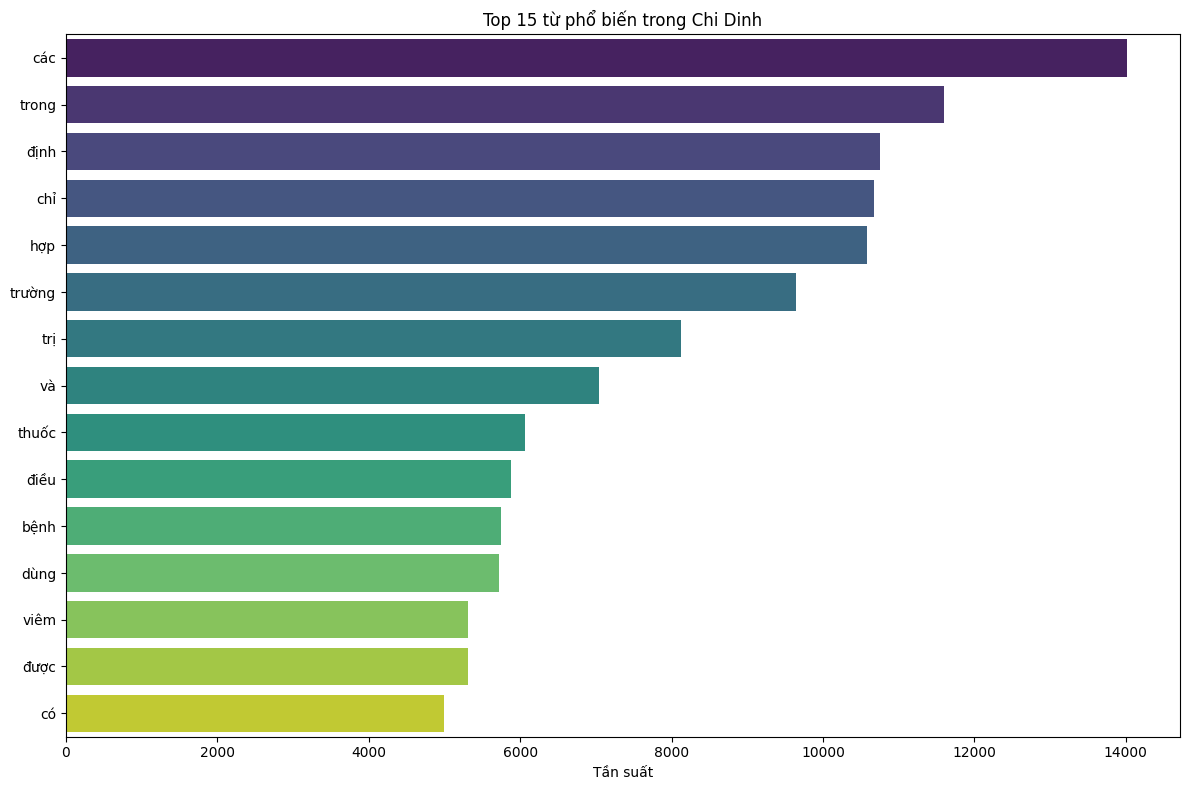 Top 15 từ phổ biến trong Chi Dinh
các
trong
định
chỉ
hợp
trường
trị
và
thuốc
điều
bệnh
dùng
viêm
được
có
0 2000 4000 6000 8000 10000 12000 14000
Tần suất